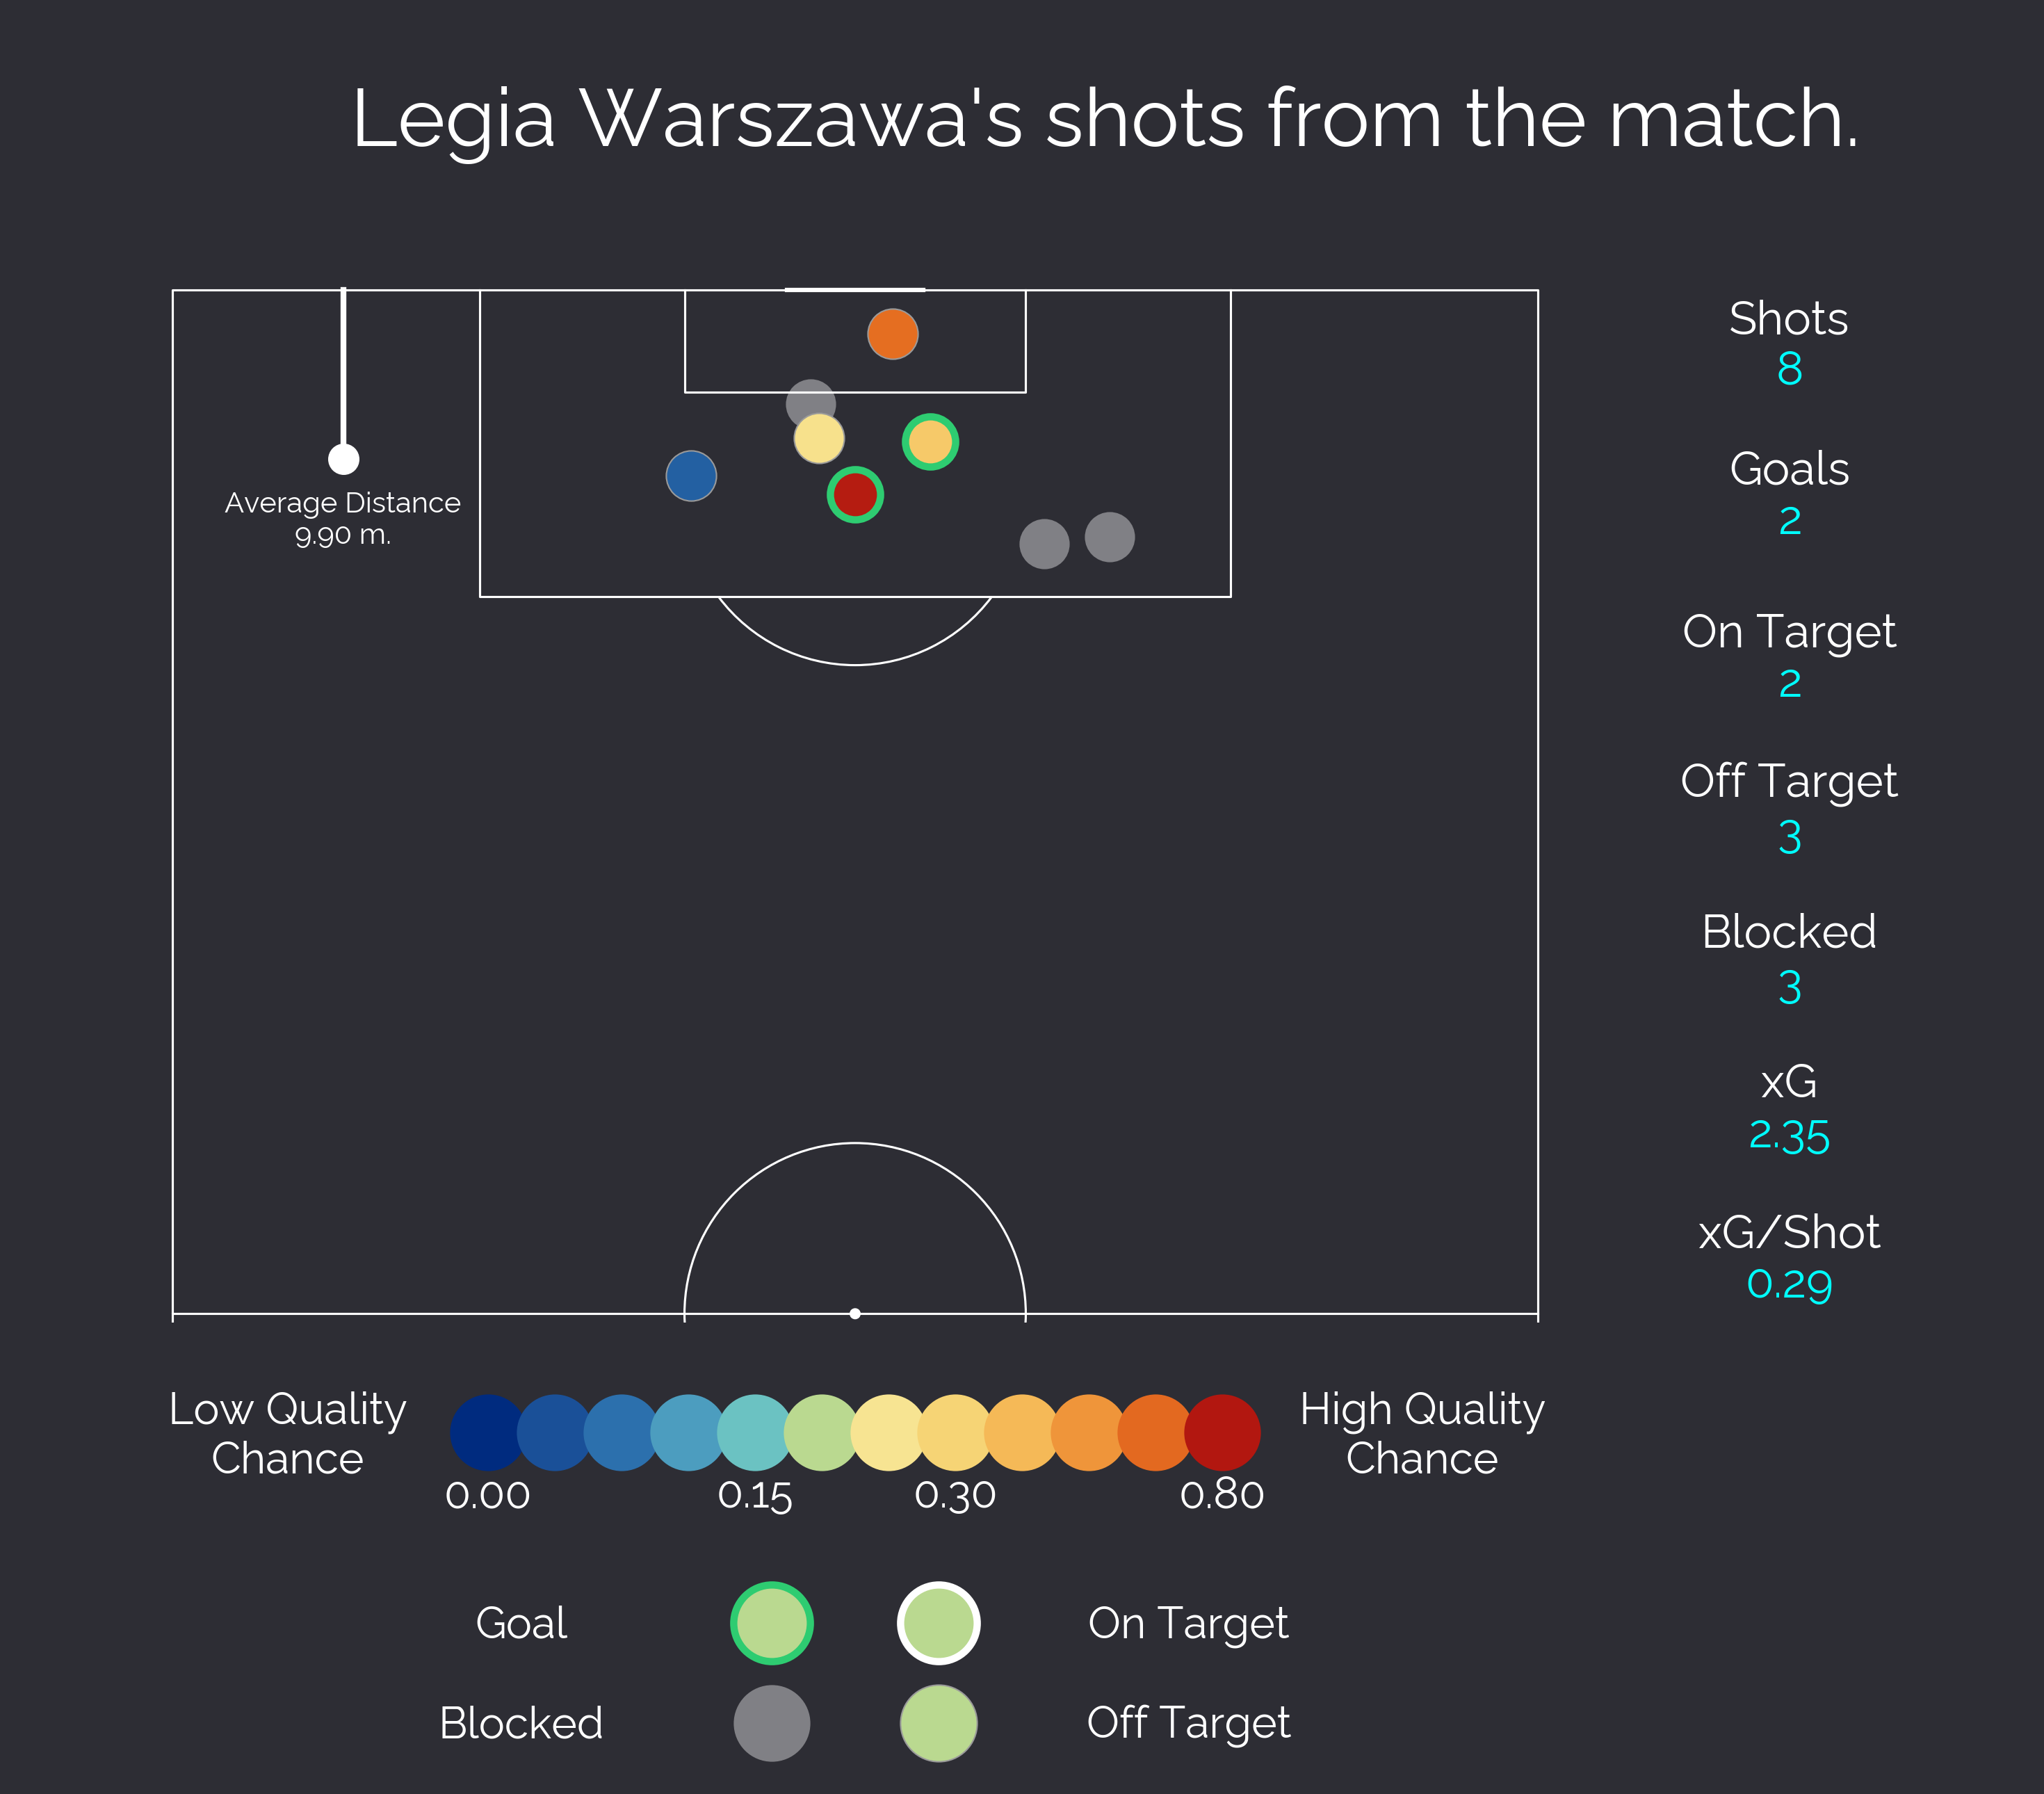 Legia Warszawa's shots from the match.
Average Distance
9.90 m.
Shots
8
Goals
2
On Target
2
Off Target
3
Blocked
3
xG
2.35
xG/Shot
0.29
Low Quality
Chance
0.00
0.15
0.30
0.80
High Quality
Chance
Goal
On Target
Blocked
Off Target